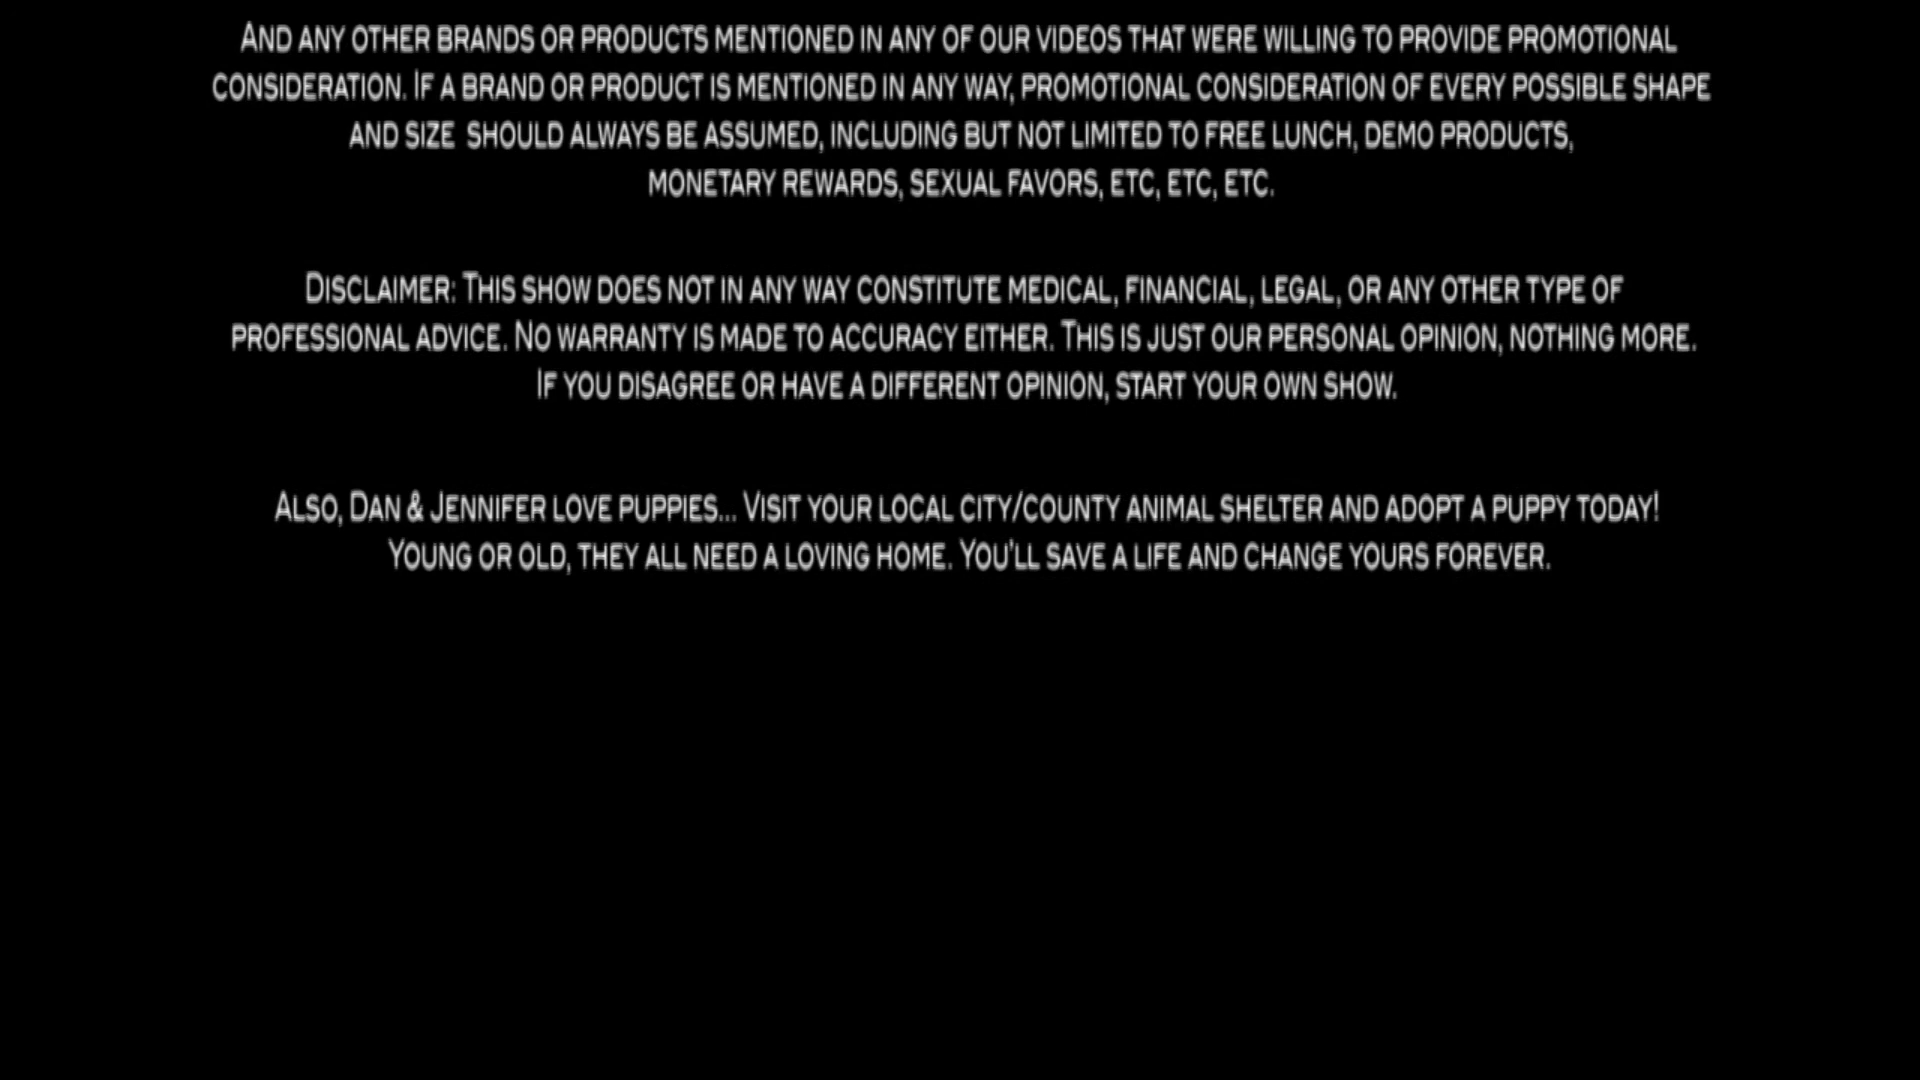 And any other brands or products mentioned in any of our videos that were willing to provide promotional
consideration. If a brand or product is mentioned in any way, promotional consideration of every possible shape
and size  should always be assumed, including but not limited to free lunch, demo products,
monetary rewards, sexual favors, etc, etc, etc.
Disclaimer: This show does not in any way constitute medical, financial, legal, or any other type of
professional advice. No warranty is made to accuracy either. This is just our personal opinion, nothing more.
If you disagree or have a different opinion, start your own show.
Also, Dan & Jennifer love puppies... Visit your local city/county animal shelter and adopt a puppy today!
Young or old, they all need a loving home. You'll save a life and change yours forever.